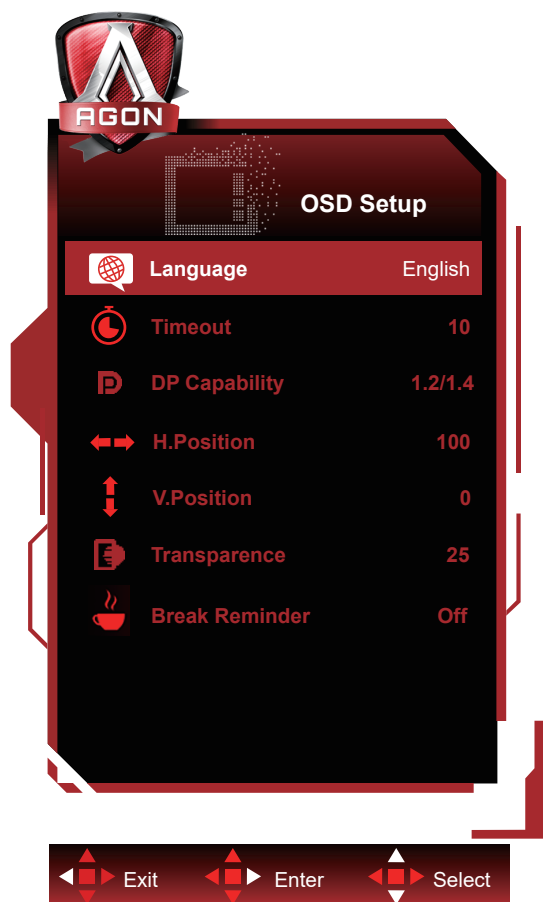 AGON
OSD Setup
Language English
Timeout 10
DP Capability 1.2/1.4
H.Position 100
V.Position 0
Transparence 25
Break Reminder Off
Exit Enter Select